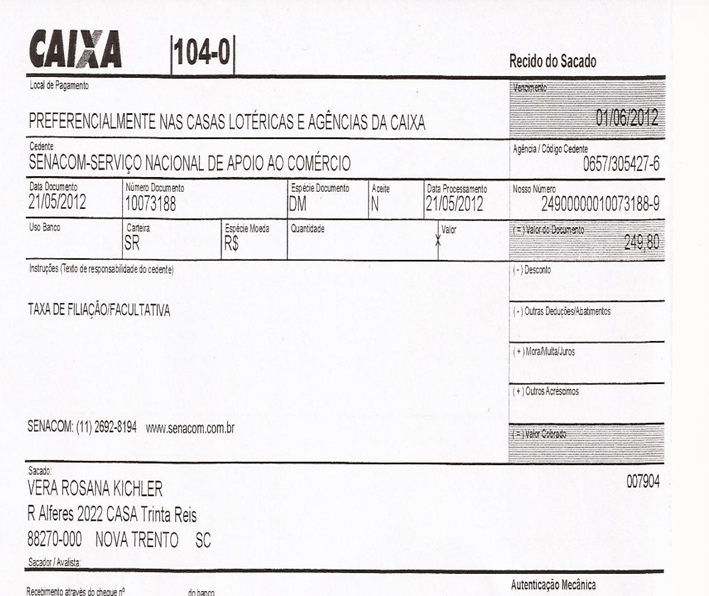 CAIXA |104-0| Recido do Sacado
Local de Pagamento
Vencimento
PREFERENCIALMENTE NAS CASAS LOTÉRICAS E AGÊNCIAS DA CAIXA
01/06/2012
Cedente
Agência / Código Cedente
SENACOM-SERVIÇO NACIONAL DE APOIO AO COMÉRCIO
0657/305427-6
Data Documento Número Documento Espécie Documento Aceite Data Processamento Nosso Número
21/05/2012 10073188 DM N 21/05/2012 24900000010073188-9
Uso Banco Carteira Espécie Moeda Quantidade Valor ( = ) Valor do Documento
SR R$ X 249,80
Instruções (Texto de responsabilidade do cedente)
( - ) Desconto
TAXA DE FILIAÇÃO/FACULTATIVA
( - ) Outras Deduções/Abatimentos
( + ) Mora/Multa/Juros
( + ) Outros Acréscimos
SENACOM: (11) 2692-8194 www.senacom.com.br
( = ) Valor Cobrado
Sacado:
VERA ROSANA KICHLER
007904
R Alferes 2022 CASA Trinta Reis
88270-000 NOVA TRENTO SC
Sacador / Avalista:
Autenticação Mecânica
Recebimento através do cheque nº do banco